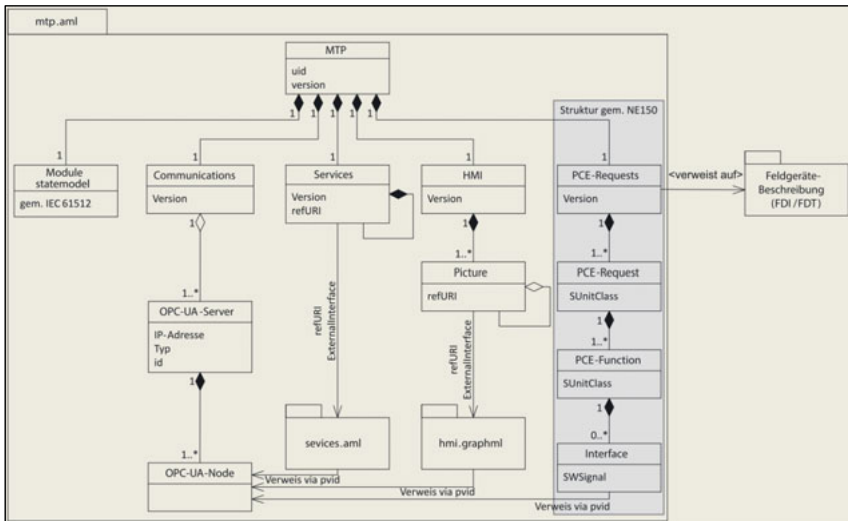 mtp.aml
MTP
uid
version
1 1 1 1 1
Struktur gem. NE150
1 1 1 1 1
Module
statemodel
gem. IEC 61512
Communications
Version
Services
Version
refURI
HMI
Version
PCE-Requests
Version
<verweist auf>
Feldgeräte-
Beschreibung
(FDI /FDT)
1
1
1
1..*
1..*
Picture
refURI
PCE-Request
SUnitClass
1..*
OPC-UA-Server
IP-Adresse
Typ
id
refURI
ExternalInterface
refURI
ExternalInterface
1
1..*
PCE-Function
SUnitClass
1
1
0..*
sevices.aml
hmi.graphml
Interface
SWSignal
1..*
OPC-UA-Node
Verweis via pvid
Verweis via pvid
Verweis via pvid